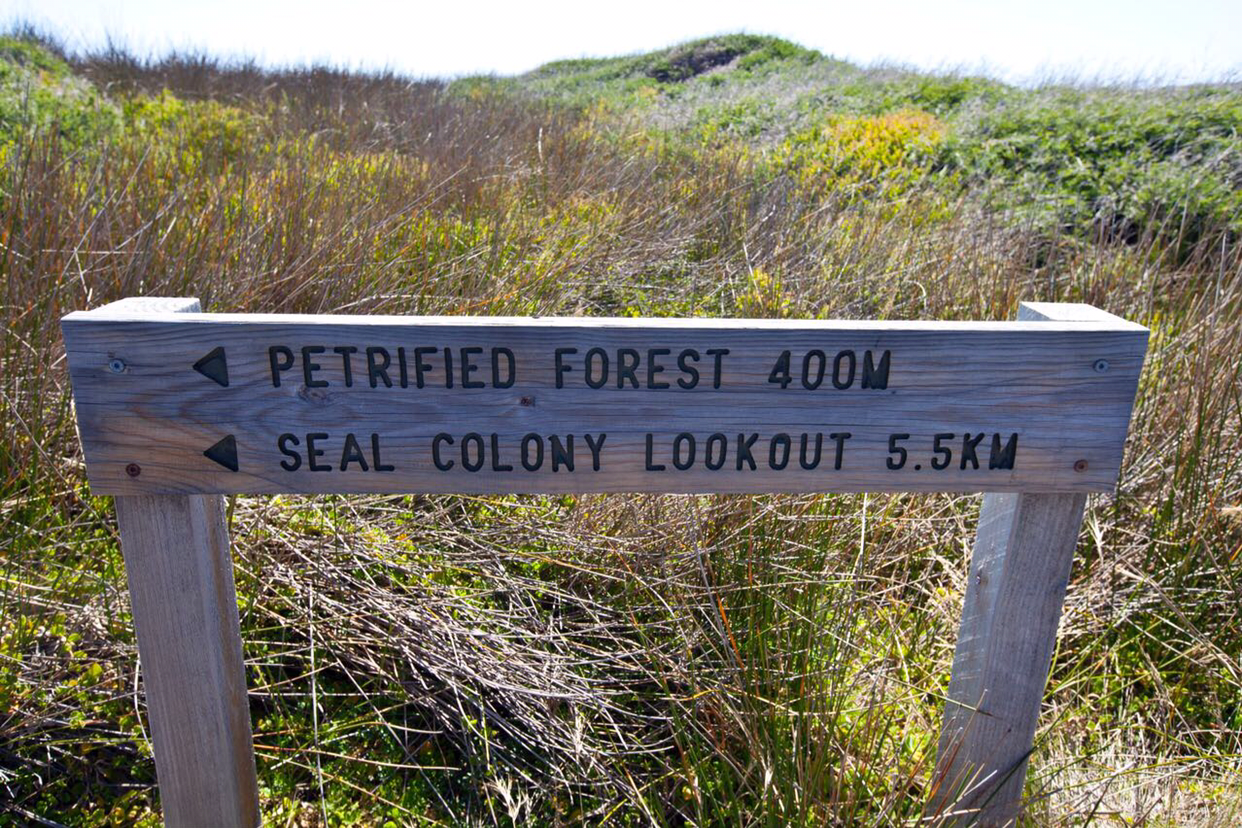 PETRIFIED FOREST 400M
SEAL COLONY LOOKOUT 5.5KM